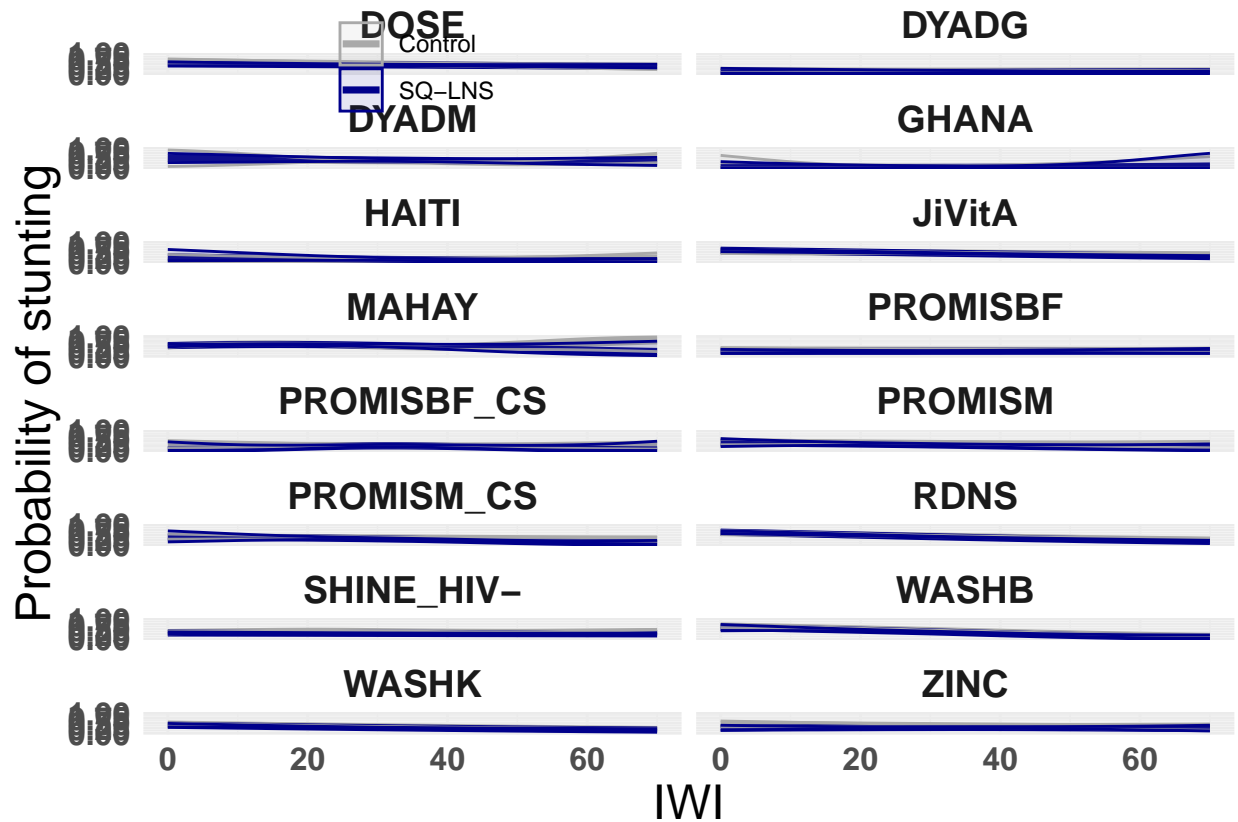 DOSE
DYADG
Control
SQ−LNS
DYADM
GHANA
HAITI
JiVitA
MAHAY
PROMISBF
PROMISBF_CS
PROMISM
PROMISM_CS
RDNS
SHINE_HIV−
WASHB
WASHK
ZINC
0 20 40 60 0 20 40 60
IWI
Probability of stunting